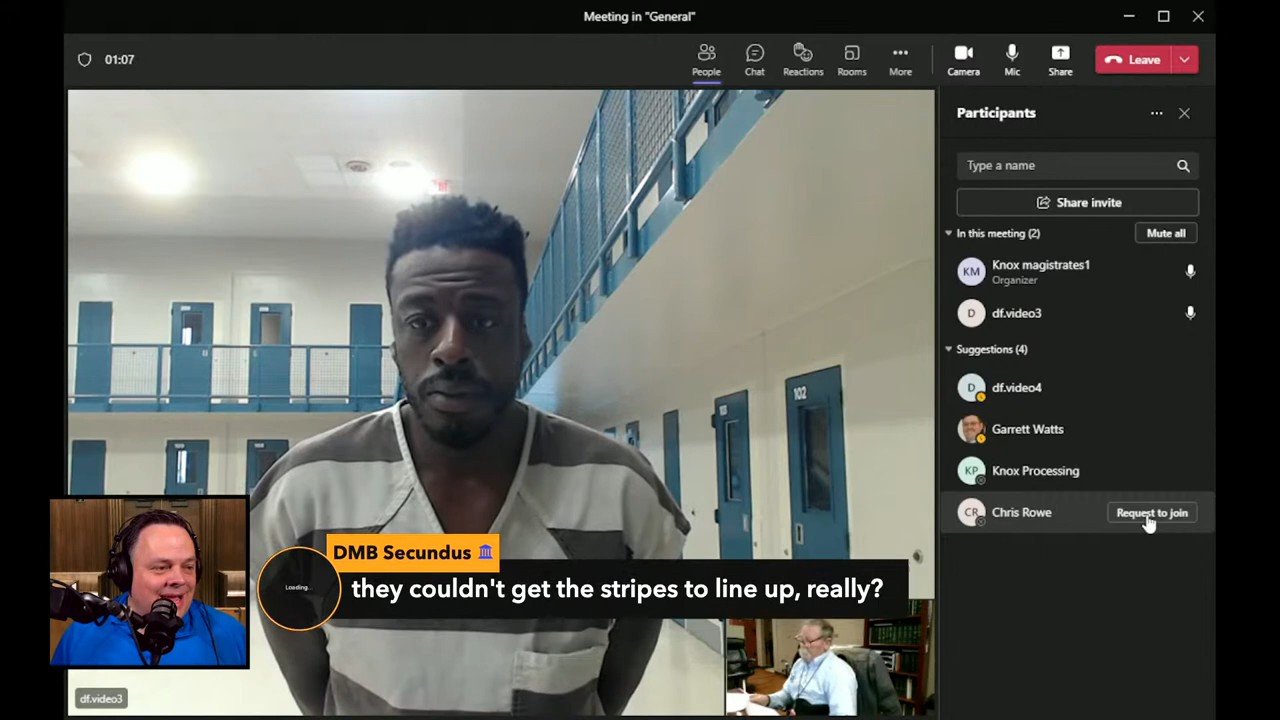 Meeting in "General"
01:07
People
Chat
Reactions
Rooms
More
Camera
Mic
Share
Leave
Participants
Type a name
Share invite
In this meeting (2)
Mute all
KM
Knox magistrates1
Organizer
D
df.video3
Suggestions (4)
D
df.video4
Garrett Watts
KP
Knox Processing
CR
Chris Rowe
Request to join
102
DMB Secundus
Loading...
they couldn't get the stripes to line up, really?
df.video3